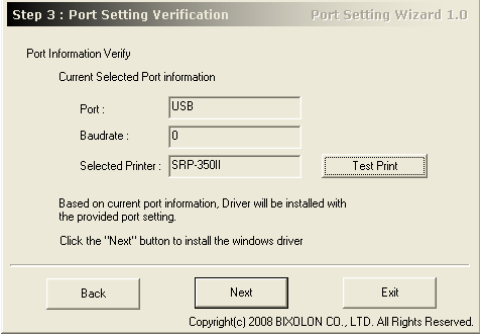 Step 3 : Port Setting Verification Port Setting Wizard 1.0
Port Information Verify
Current Selected Port information
Port : USB
Baudrate : 0
Selected Printer : SRP-350II Test Print
Based on current port information, Driver will be installed with
the provided port setting.
Click the "Next" button to install the windows driver
Back Next Exit
Copyright(c) 2008 BIXOLON CO., LTD. All Rights Reserved.